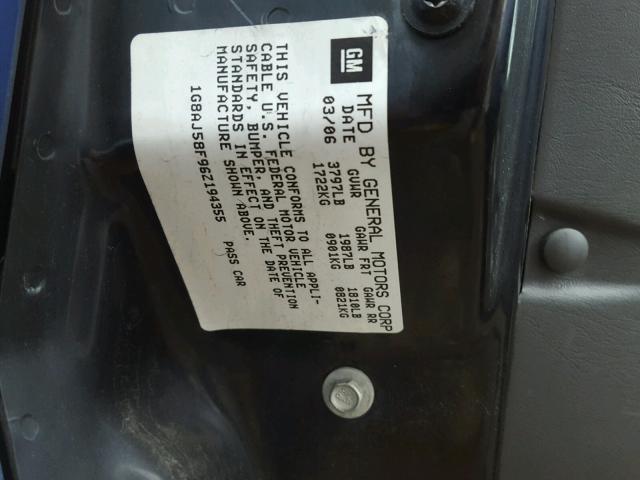 GM
MFD BY GENERAL MOTORS CORP
DATE GVWR GAWR FRT GAWR RR
03/06 3797LB 1987LB 1810LB
1722KG 0901KG 0821KG
THIS VEHICLE CONFORMS TO ALL APPLI-
CABLE U.S. FEDERAL MOTOR VEHICLE
SAFETY, BUMPER, AND THEFT PREVENTION
STANDARDS IN EFFECT ON THE DATE OF
MANUFACTURE SHOWN ABOVE.
1G8AJ58F96Z194355 PASS CAR